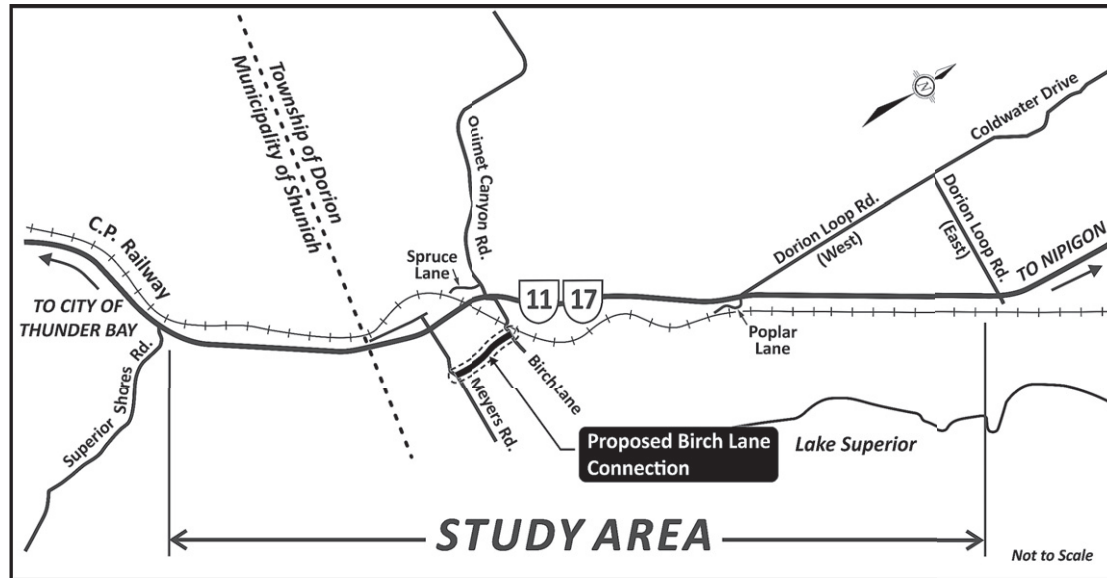 Township of Dorion
Municipality of Shuniah
Ouimet Canyon Rd.
N
Coldwater Drive
C.P. Railway
Dorion Loop Rd.
(West)
Dorion Loop Rd.
(East)
TO NIPIGON
Spruce
Lane
11 17
TO CITY OF
THUNDER BAY
Poplar
Lane
Superior Shores Rd.
Birch Lane
Meyers Rd.
Proposed Birch Lane
Connection
Lake Superior
STUDY AREA
Not to Scale